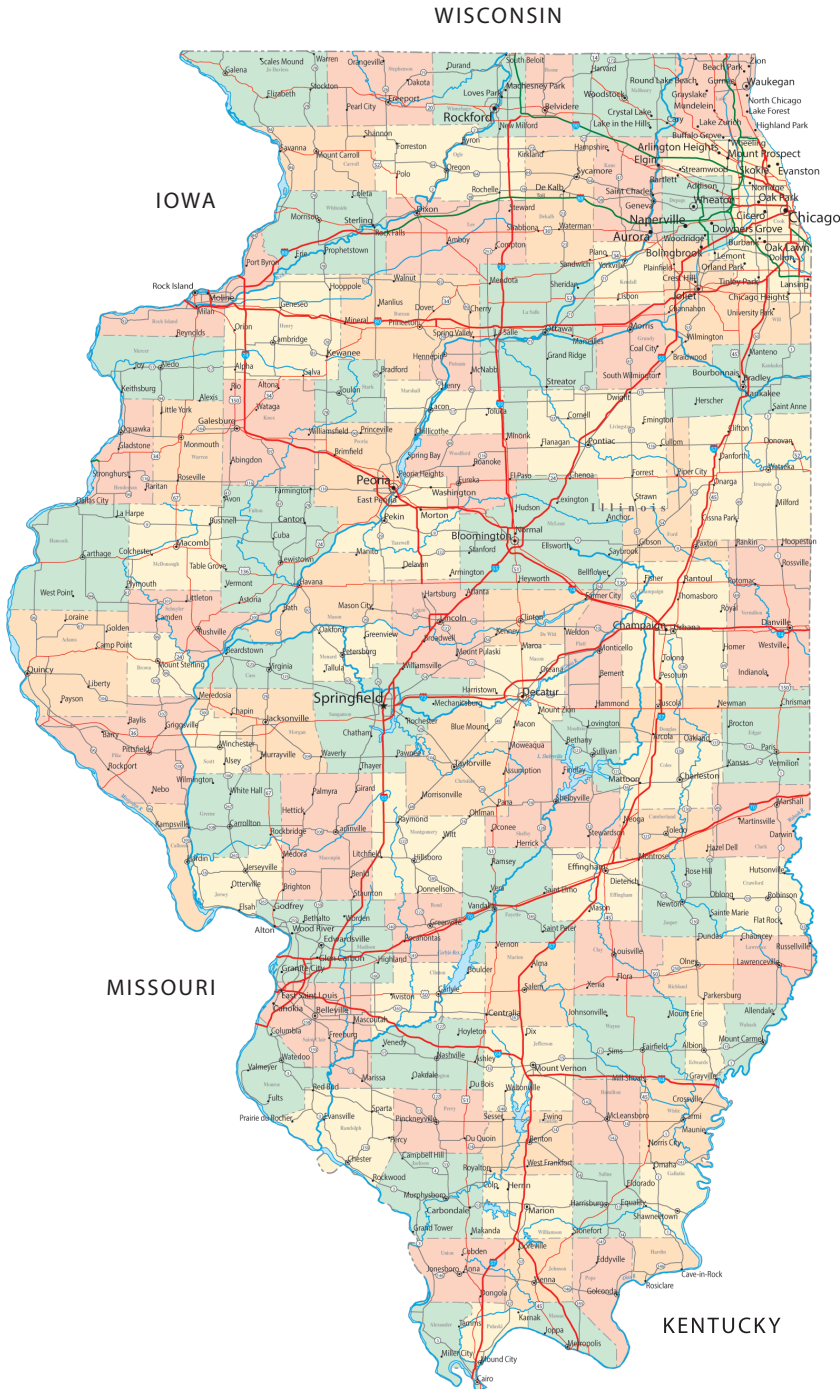 WISCONSIN
Scales Mound
Warren
Orangeville
Durand
South Beloit
Harvard
Zion
Beach Park
Galena
Dakota
Machesney Park
Round Lake Beach
Gurnee
Waukegan
Elizabeth
Stockton
Freeport
Loves Park
Woodstock
Grayslake
Pearl City
Belvidere
Mundelein
North Chicago
Rockford
Crystal Lake
Lake Forest
Lake in the Hills
Cary
Lake Zurich
Highland Park
New Milford
Buffalo Grove
Wheeling
Shannon
Byron
Savanna
Forreston
Hampshire
Arlington Heights
Mount Carroll
Kirkland
Elgin
Mount Prospect
Polo
Oregon
Sycamore
Streamwood
Skokie
Evanston
Bartlett
IOWA
Coleta
Rochelle
De Kalb
Saint Charles
Addison
Norridge
Geneva
Wheaton
Oak Park
Morrison
Sterling
Dixon
Steward
Cicero
Chicago
Rock Falls
Shabbona
Waterman
Naperville
Downers Grove
Erie
Prophetstown
Amboy
Compton
Aurora
Woodridge
Burbank
Oak Lawn
Port Byron
Plano
Bolingbrook
Lemont
Dolton
Sandwich
Yorkville
Plainfield
Orland Park
Rock Island
Walnut
Mendota
Crest Hill
Tinley Park
Lansing
Moline
Hooppole
Manlius
Sheridan
Lisbon
Joliet
Chicago Heights
Geneseo
Dover
Cherry
Channahon
University Park
Milan
Mineral
Princeton
Spring Valley
La Salle
Ottawa
Morris
Wilmington
Reynolds
Orion
Cambridge
Marseilles
Coal City
Kewanee
Hennepin
Grand Ridge
Braidwood
Manteno
Joy
Aledo
Alpha
Galva
Bradford
McNabb
South Wilmington
Bourbonnais
Bradley
Keithsburg
Rio
Altona
Toulon
Henry
Streator
Kankakee
Alexis
Dwight
Herscher
Saint Anne
Little York
Wataga
Lacon
Toluca
Cornell
Emington
Oquawka
Galesburg
Williamsfield
Princeville
Chillicothe
Clifton
Gladstone
Monmouth
Minonk
Flanagan
Pontiac
Cullom
Donovan
Brimfield
Spring Bay
Danforth
Stronghurst
Abingdon
Roanoke
Watseka
Roseville
Peoria Heights
El Paso
Chenoa
Forrest
Piper City
Raritan
Peoria
Eureka
Onarga
Dallas City
Avon
Farmington
Washington
Strawn
East Peoria
Lexington
Milford
La Harpe
Bushnell
Canton
Pekin
Morton
Hudson
Illinois
Anchor
Cissna Park
Cuba
Normal
Carthage
Colchester
Macomb
Bloomington
Gibson
Paxton
Rankin
Hoopeston
Manito
Stanford
Ellsworth
Saybrook
Table Grove
Lewistown
Delavan
Rossville
Plymouth
Vermont
Havana
Armington
Heyworth
Bellflower
Fisher
Rantoul
Potomac
West Point
Littleton
Astoria
Hartsburg
Atlanta
Farmer City
Thomasboro
Bath
Mason City
Royal
Loraine
Camden
Golden
Rushville
Oakford
Greenview
Lincoln
Clinton
Weldon
Champaign
Urbana
Danville
Camp Point
Broadwell
Kenney
Beardstown
Petersburg
Mount Pulaski
Maroa
Monticello
Homer
Westville
Quincy
Mount Sterling
Virginia
Tallula
Williamsville
Oreana
Tolono
Bement
Pesotum
Indianola
Liberty
Meredosia
Springfield
Harristown
Decatur
Payson
Mechanicsburg
Hammond
Tuscola
Newman
Chrisman
Chapin
Mount Zion
Baylis
Jacksonville
Rochester
Blue Mound
Macon
Lovington
Brocton
Barry
Griggsville
Chatham
Bethany
Arcola
Oakland
Pittsfield
Winchester
Murrayville
Waverly
Pawnee
Moweaqua
Sullivan
Paris
Rockport
Alsey
Thayer
Taylorville
Assumption
Findlay
Kansas
Vermilion
Wilmington
Mattoon
Charleston
Nebo
White Hall
Palmyra
Girard
Morrisonville
Pana
Shelbyville
Marshall
Kampsville
Hettick
Ohlman
Neoga
Martinsville
Carrollton
Rockbridge
Carlinville
Raymond
Witt
Oconee
Stewardson
Toledo
Darwin
Herrick
Hazel Dell
Hardin
Medora
Litchfield
Hillsboro
Ramsey
Montrose
Jerseyville
Benld
Effingham
Rose Hill
Hutsonville
Otterville
Brighton
Staunton
Donnellson
Vera
Saint Elmo
Dieterich
Oblong
Robinson
Elsah
Godfrey
Vandalia
Mason
Newton
Bethalto
Worden
Sainte Marie
Flat Rock
Alton
Wood River
Greenville
Saint Peter
Edwardsville
Pocahontas
Vernon
Dundas
Chauncey
Russellville
Glen Carbon
Highland
Louisville
Granite City
Boulder
Alma
Olney
Lawrenceville
MISSOURI
East Saint Louis
Carlyle
Salem
Xenia
Flora
Parkersburg
Cahokia
Aviston
Belleville
Centralia
Johnsonville
Mount Erie
Allendale
Mascoutah
Columbia
Freeburg
Hoyleton
Dix
Mount Carmel
Waterloo
Venedy
Nashville
Ashley
Sims
Fairfield
Albion
Valmeyer
Mount Vernon
Marissa
Oakdale
Grayville
Red Bud
Du Bois
Waltonville
Mill Shoals
Fults
Crossville
Prairie du Rocher
Evansville
Sparta
Pinckneyville
Sesser
Ewing
McLeansboro
Carmi
Maunie
Percy
Du Quoin
Benton
Norris City
Chester
Campbell Hill
West Frankfort
Omaha
Rockwood
Royalton
Colp
Herrin
Eldorado
Murphysboro
Harrisburg
Equality
Carbondale
Marion
Shawneetown
Grand Tower
Makanda
Stonefort
Goreville
Cobden
Eddyville
Jonesboro
Anna
Cave-in-Rock
Vienna
Golconda
Rosiclare
Dongola
Karnak
Tamms
Joppa
KENTUCKY
Miller City
Metropolis
Mound City
Cairo